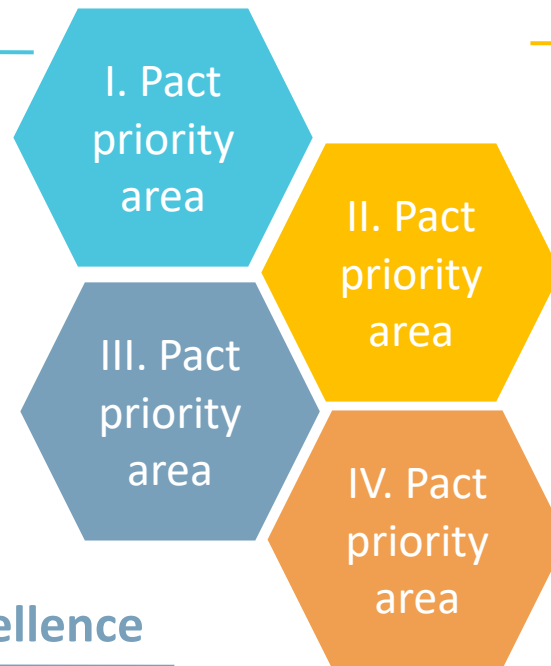 I. Pact
priority
area
II. Pact
priority
area
III. Pact
priority
area
IV. Pact
priority
area
ellence